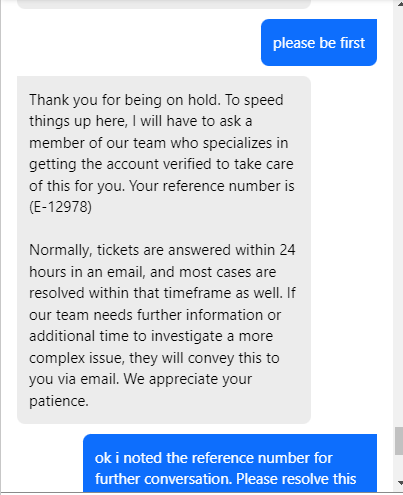 please be first
Thank you for being on hold. To speed
things up here, I will have to ask a
member of our team who specializes in
getting the account verified to take care
of this for you. Your reference number is
(E-12978)
Normally, tickets are answered within 24
hours in an email, and most cases are
resolved within that timeframe as well. If
our team needs further information or
additional time to investigate a more
complex issue, they will convey this to
you via email. We appreciate your
patience.
ok i noted the reference number for
further conversation. Please resolve this